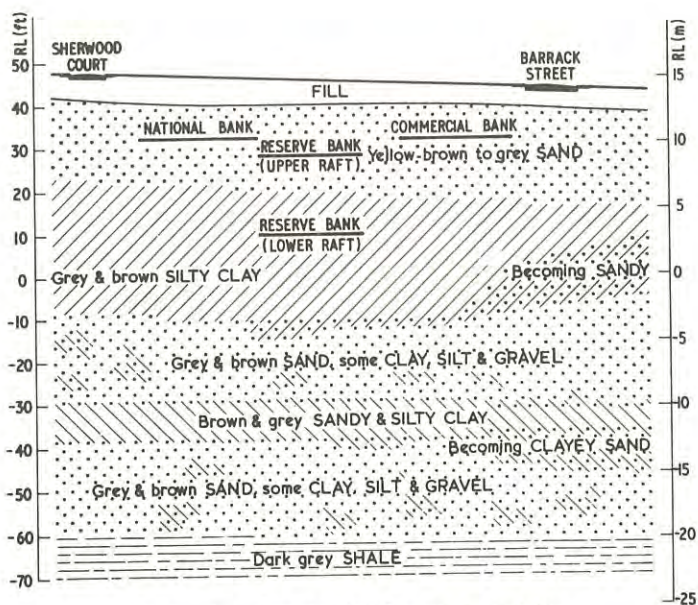 RL (ft)
RL (m)
SHERWOOD
COURT
BARRACK
STREET
50
40
30
20
10
0
-10
-20
-30
-40
-50
-60
-70
15
10
5
0
-5
-10
-15
-20
-25
FILL
NATIONAL BANK
COMMERCIAL BANK
RESERVE BANK
(UPPER RAFT)
Yellow-brown to grey SAND
RESERVE BANK
(LOWER RAFT)
Grey & brown SILTY CLAY
Becoming SANDY
Grey & brown SAND, some CLAY, SILT & GRAVEL
Brown & grey SANDY & SILTY CLAY
Becoming CLAYEY SAND
Grey & brown SAND, some CLAY, SILT & GRAVEL
Dark grey SHALE